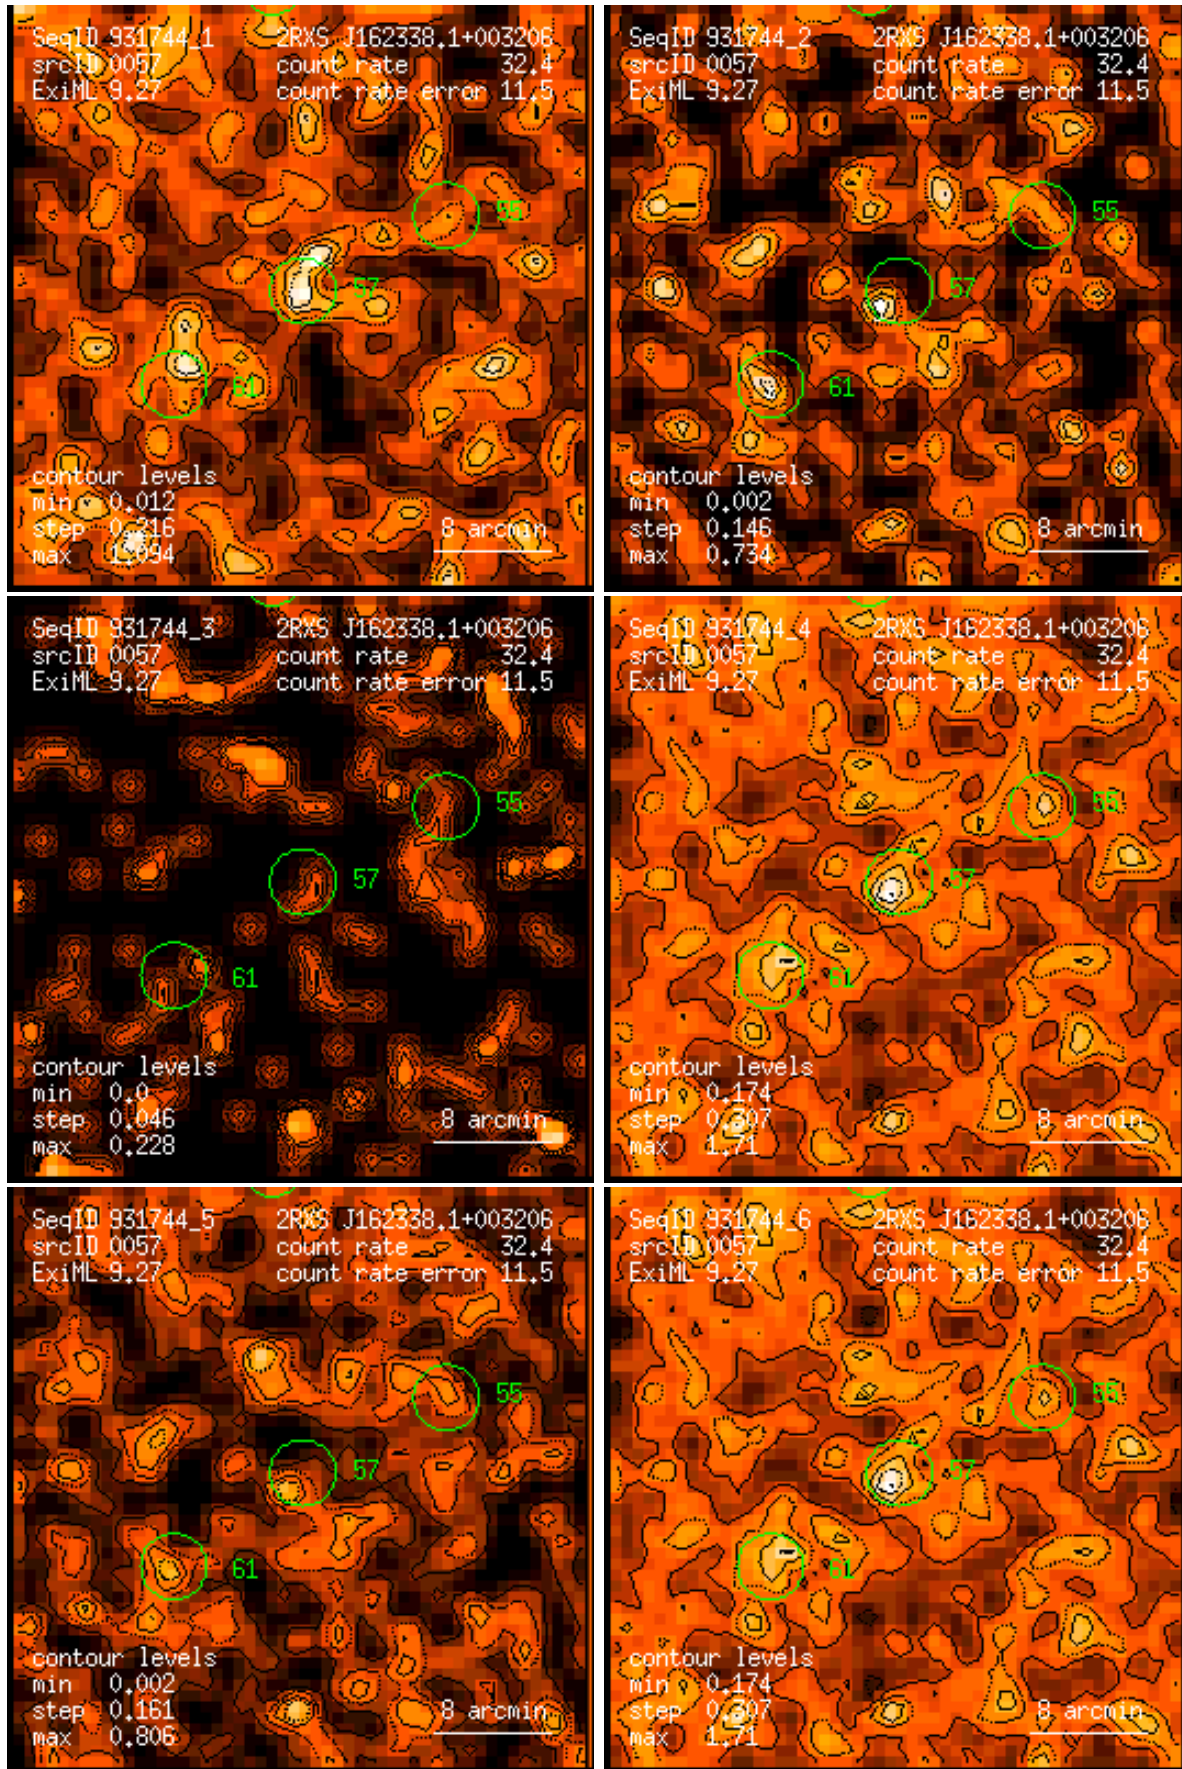 SeqID 931744_1 2RXS J162338.1+003206
srcID 0057 count rate 32.4
ExiML 9.27 count rate error 11.5
55
57
61
contour levels
min 0.012
step 0.216
max 1.094
8 arcmin
SeqID 931744_2 2RXS J162338.1+003206
srcID 0057 count rate 32.4
ExiML 9.27 count rate error 11.5
55
57
61
contour levels
min 0.002
step 0.146
max 0.734
8 arcmin
SeqID 931744_3 2RXS J162338.1+003206
srcID 0057 count rate 32.4
ExiML 9.27 count rate error 11.5
55
57
61
contour levels
min 0.0
step 0.046
max 0.228
8 arcmin
SeqID 931744_4 2RXS J162338.1+003206
srcID 0057 count rate 32.4
ExiML 9.27 count rate error 11.5
55
57
61
contour levels
min 0.174
step 0.307
max 1.71
8 arcmin
SeqID 931744_5 2RXS J162338.1+003206
srcID 0057 count rate 32.4
ExiML 9.27 count rate error 11.5
55
57
61
contour levels
min 0.002
step 0.161
max 0.806
8 arcmin
SeqID 931744_6 2RXS J162338.1+003206
srcID 0057 count rate 32.4
ExiML 9.27 count rate error 11.5
55
57
61
contour levels
min 0.174
step 0.307
max 1.71
8 arcmin